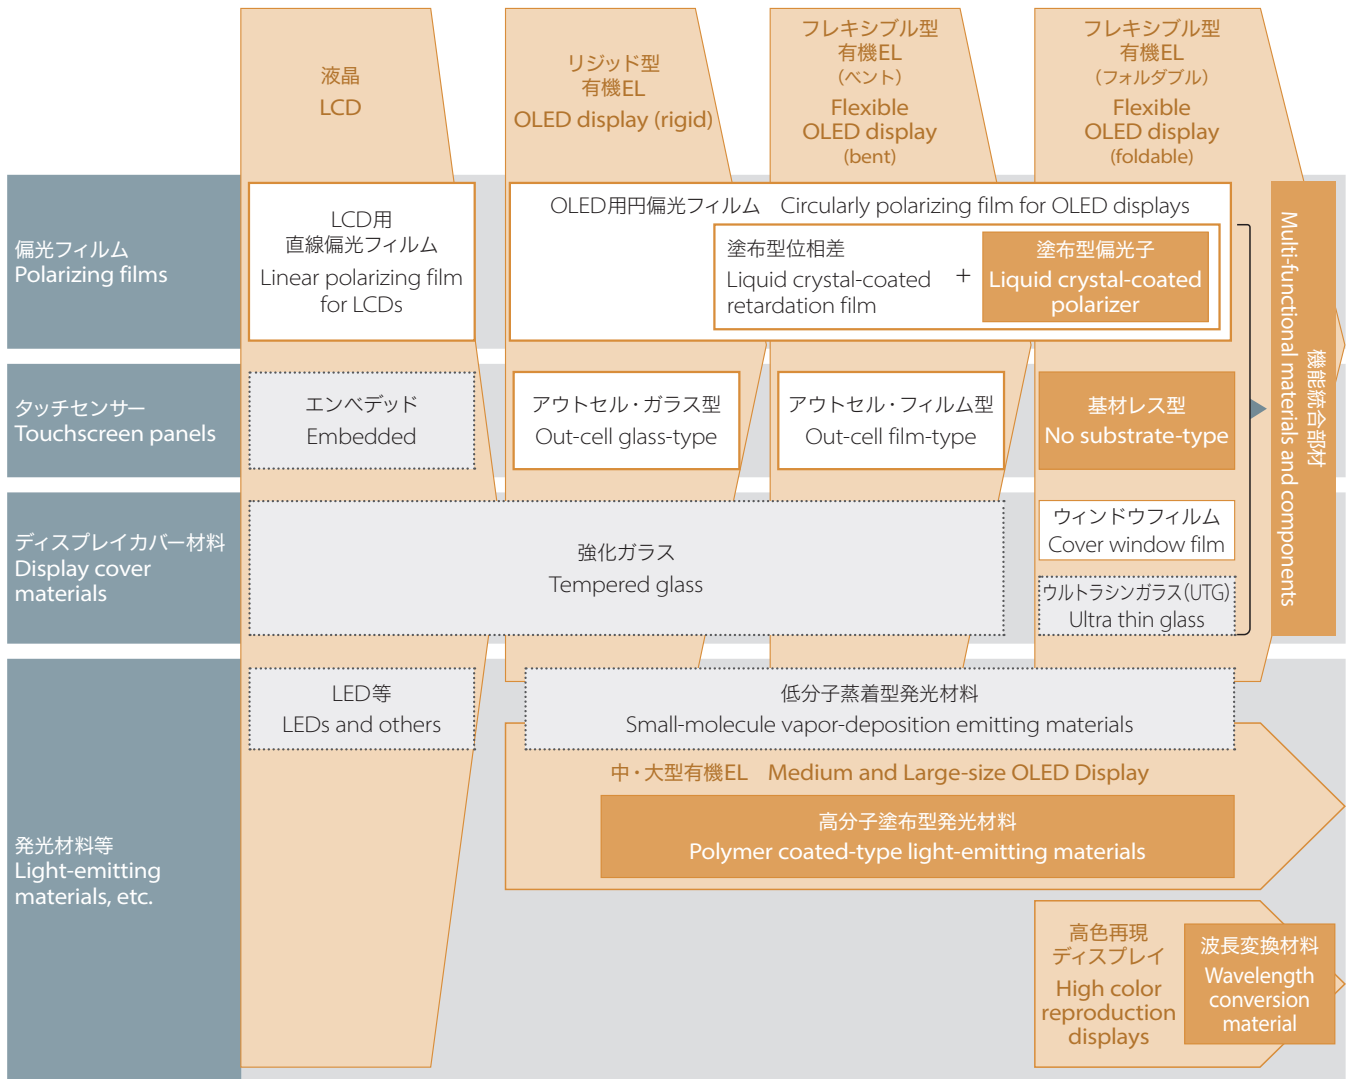 液晶
LCD
リジッド型
有機EL
OLED display (rigid)
フレキシブル型
有機EL
(ベント)
Flexible
OLED display
(bent)
フレキシブル型
有機EL
(フォルダブル)
Flexible
OLED display
(foldable)
偏光フィルム
Polarizing films
LCD用
直線偏光フィルム
Linear polarizing film
for LCDs
OLED用円偏光フィルム Circularly polarizing film for OLED displays
塗布型位相差
Liquid crystal-coated
retardation film
+
塗布型偏光子
Liquid crystal-coated
polarizer
機能統合部材
Multi-functional materials and components
タッチセンサー
Touchscreen panels
エンベデッド
Embedded
アウトセル・ガラス型
Out-cell glass-type
アウトセル・フィルム型
Out-cell film-type
基材レス型
No substrate-type
ディスプレイカバー材料
Display cover
materials
強化ガラス
Tempered glass
ウィンドウフィルム
Cover window film
ウルトラシンガラス(UTG)
Ultra thin glass
発光材料等
Light-emitting
materials, etc.
LED等
LEDs and others
低分子蒸着型発光材料
Small-molecule vapor-deposition emitting materials
中・大型有機EL Medium and Large-size OLED Display
高分子塗布型発光材料
Polymer coated-type light-emitting materials
高色再現
ディスプレイ
High color
reproduction
displays
波長変換材料
Wavelength
conversion
material